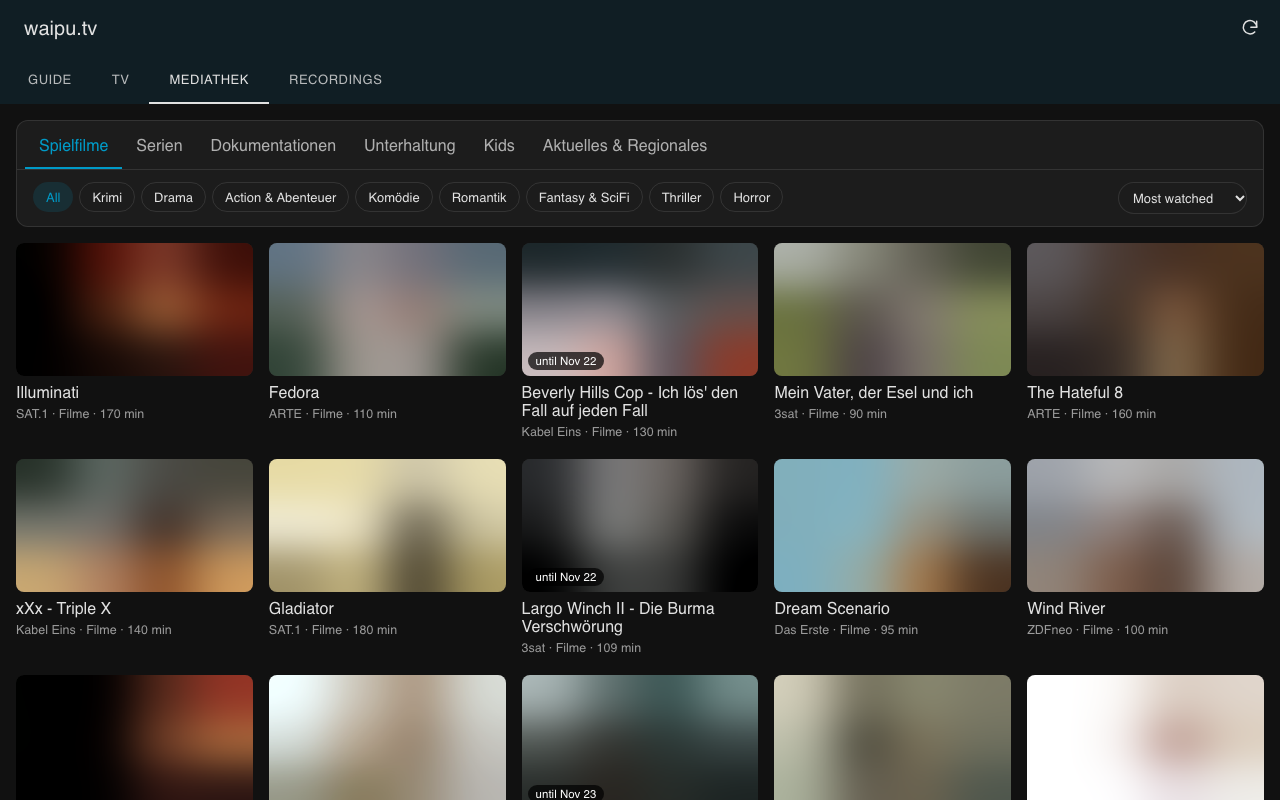 waipu.tv
GUIDE TV MEDIATHEK RECORDINGS
Spielfilme Serien Dokumentationen Unterhaltung Kids Aktuelles & Regionales
All Krimi Drama Action & Abenteuer Komödie Romantik Fantasy & SciFi Thriller Horror Most watched
until Nov 22
Illuminati
SAT.1 · Filme · 170 min
Fedora
ARTE · Filme · 110 min
Beverly Hills Cop - Ich lös' den
Fall auf jeden Fall
Kabel Eins · Filme · 130 min
Mein Vater, der Esel und ich
3sat · Filme · 90 min
The Hateful 8
ARTE · Filme · 160 min
until Nov 22
xXx - Triple X
Kabel Eins · Filme · 140 min
Gladiator
SAT.1 · Filme · 180 min
Largo Winch II - Die Burma
Verschwörung
3sat · Filme · 109 min
Dream Scenario
Das Erste · Filme · 95 min
Wind River
ZDFneo · Filme · 100 min
until Nov 23